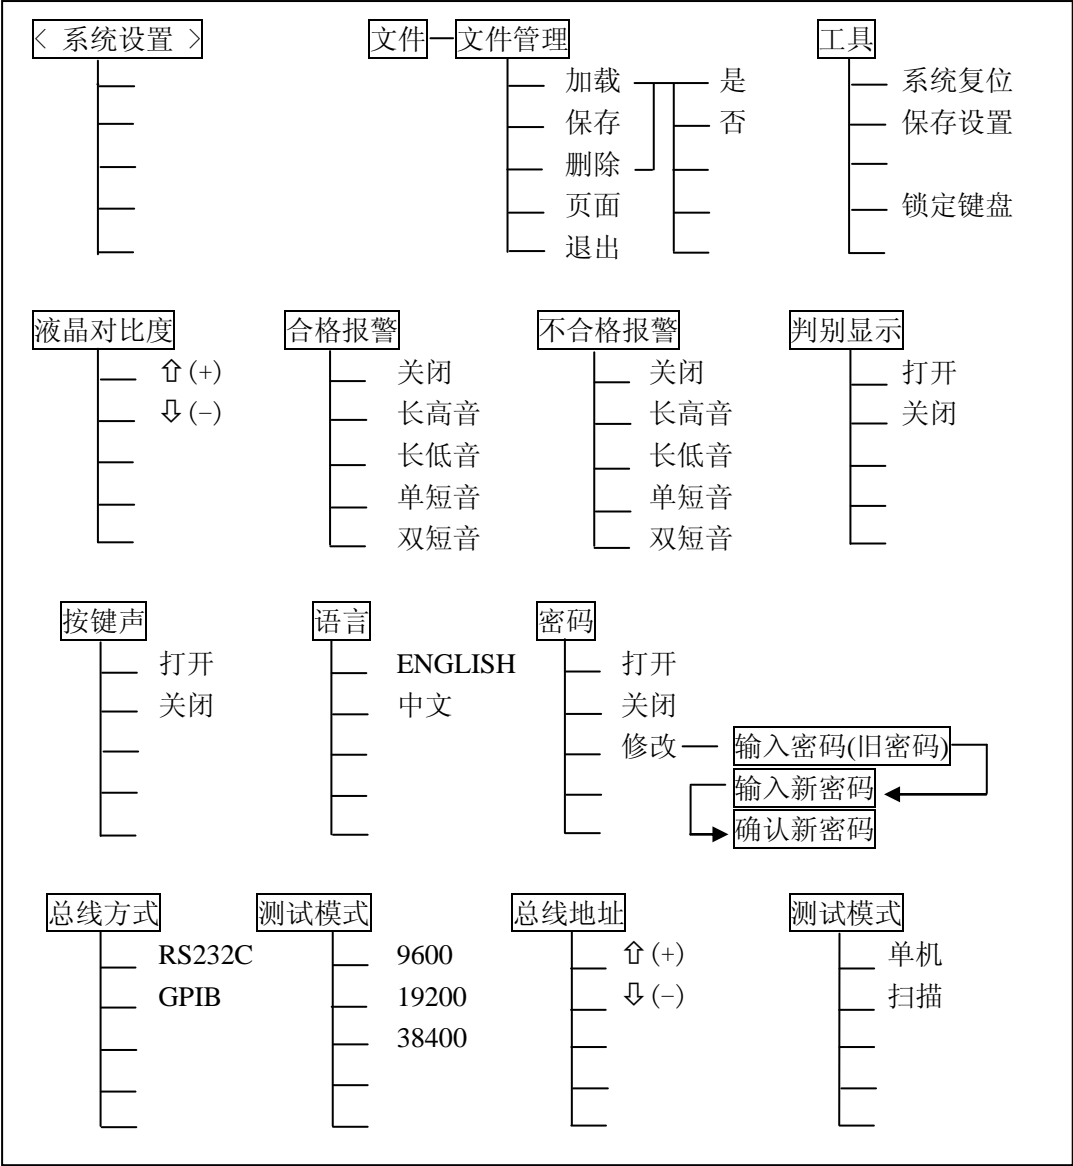 < 系统设置 >
文件 文件管理
加载
保存
删除
页面
退出
是
否
工具
系统复位
保存设置
锁定键盘
液晶对比度
⇧(+)
⇩(−)
合格报警
关闭
长高音
长低音
单短音
双短音
不合格报警
关闭
长高音
长低音
单短音
双短音
判别显示
打开
关闭
按键声
打开
关闭
语言
ENGLISH
中文
密码
打开
关闭
修改
输入密码(旧密码)
输入新密码
确认新密码
总线方式
RS232C
GPIB
测试模式
9600
19200
38400
总线地址
⇧(+)
⇩(−)
测试模式
单机
扫描